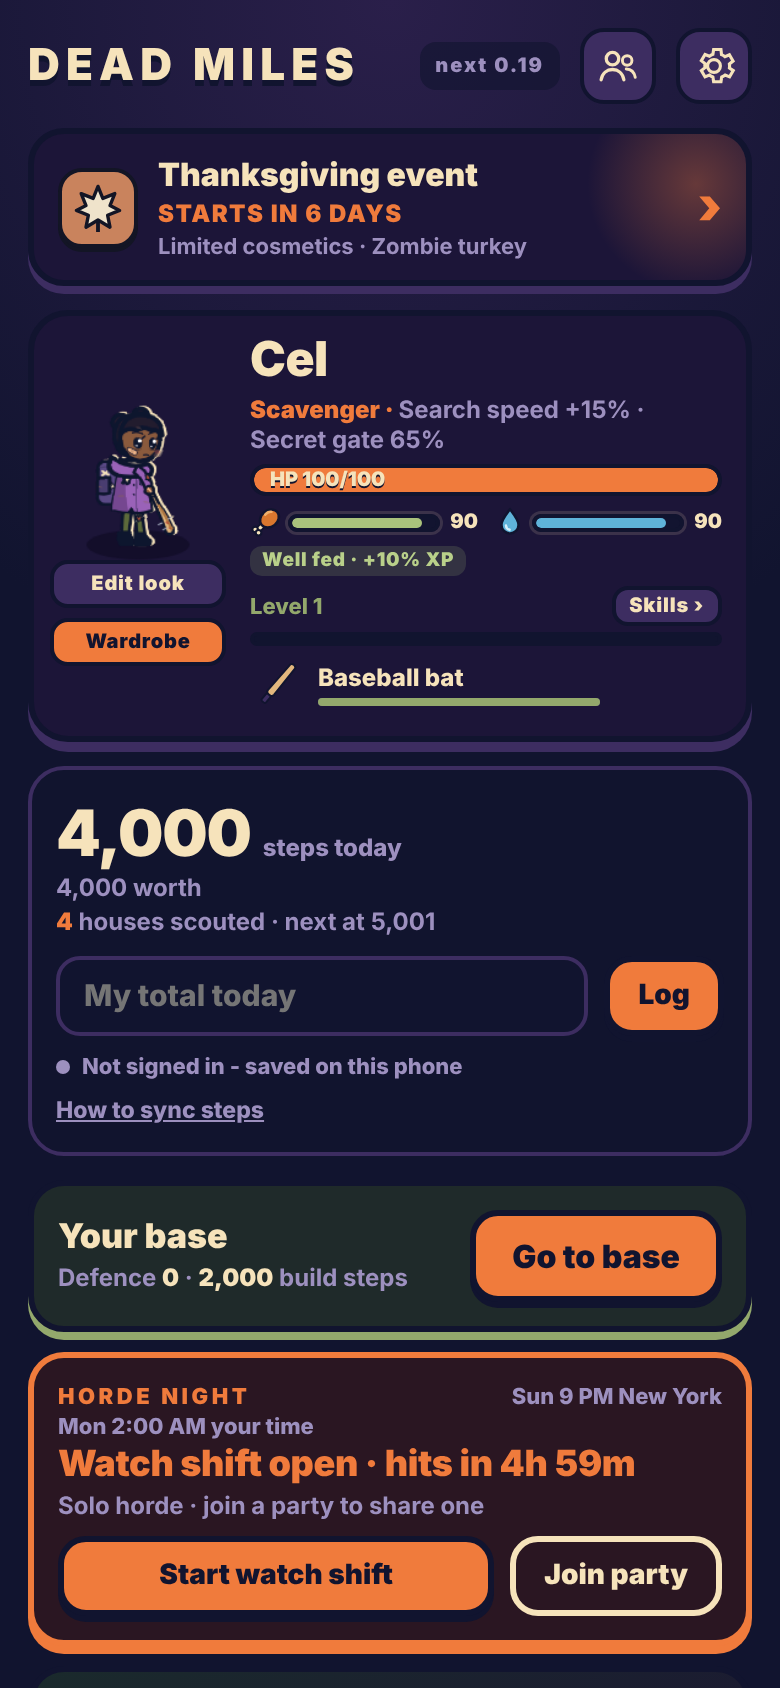 DEAD MILES
next 0.19
Thanksgiving event
STARTS IN 6 DAYS
Limited cosmetics · Zombie turkey
›
Cel
Scavenger · Search speed +15% ·
Secret gate 65%
HP 100/100
90
90
Well fed · +10% XP
Edit look
Level 1
Skills ›
Wardrobe
Baseball bat
4,000 steps today
4,000 worth
4 houses scouted · next at 5,001
My total today
Log
Not signed in - saved on this phone
How to sync steps
Your base
Defence 0 · 2,000 build steps
Go to base
HORDE NIGHT
Sun 9 PM New York
Mon 2:00 AM your time
Watch shift open · hits in 4h 59m
Solo horde · join a party to share one
Start watch shift
Join party